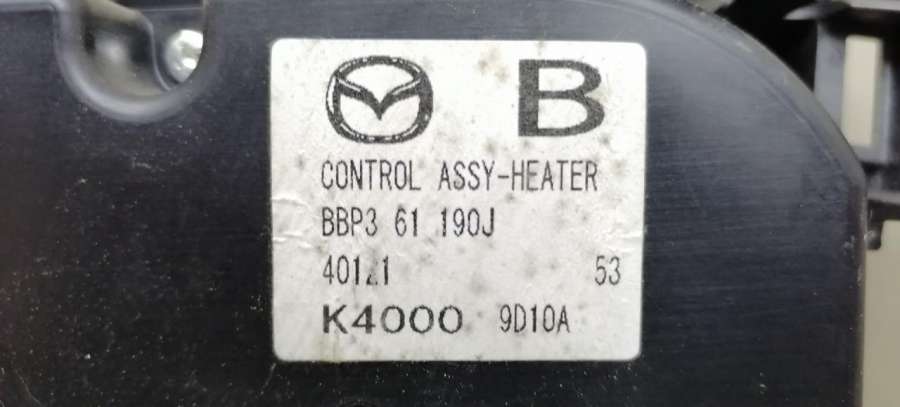 B
CONTROL ASSY-HEATER
BBP3 61 190J
53
K4000 9D10A